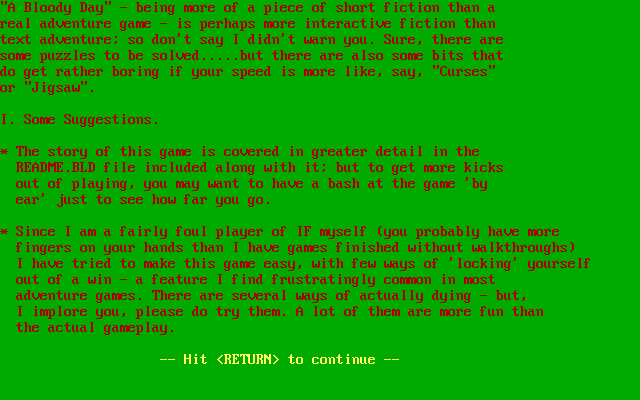 "A Bloody Day" - being more of a piece of short fiction than a
real adventure game - is perhaps more interactive fiction than
text adventure; so don't say I didn't warn you. Sure, there are
some puzzles to be solved.....but there are also some bits that
do get rather boring if your speed is more like, say, "Curses"
or "Jigsaw".
I. Some Suggestions.
* The story of this game is covered in greater detail in the
README.BLD file included along with it; but to get more kicks
out of playing, you may want to have a bash at the game 'by
ear' just to see how far you go.
* Since I am a fairly foul player of IF myself (you probably have more
fingers on your hands than I have games finished without walkthroughs)
I have tried to make this game easy, with few ways of 'locking' yourself
out of a win - a feature I find frustratingly common in most
adventure games. There are several ways of actually dying - but,
I implore you, please do try them. A lot of them are more fun than
the actual gameplay.
-- Hit <RETURN> to continue --